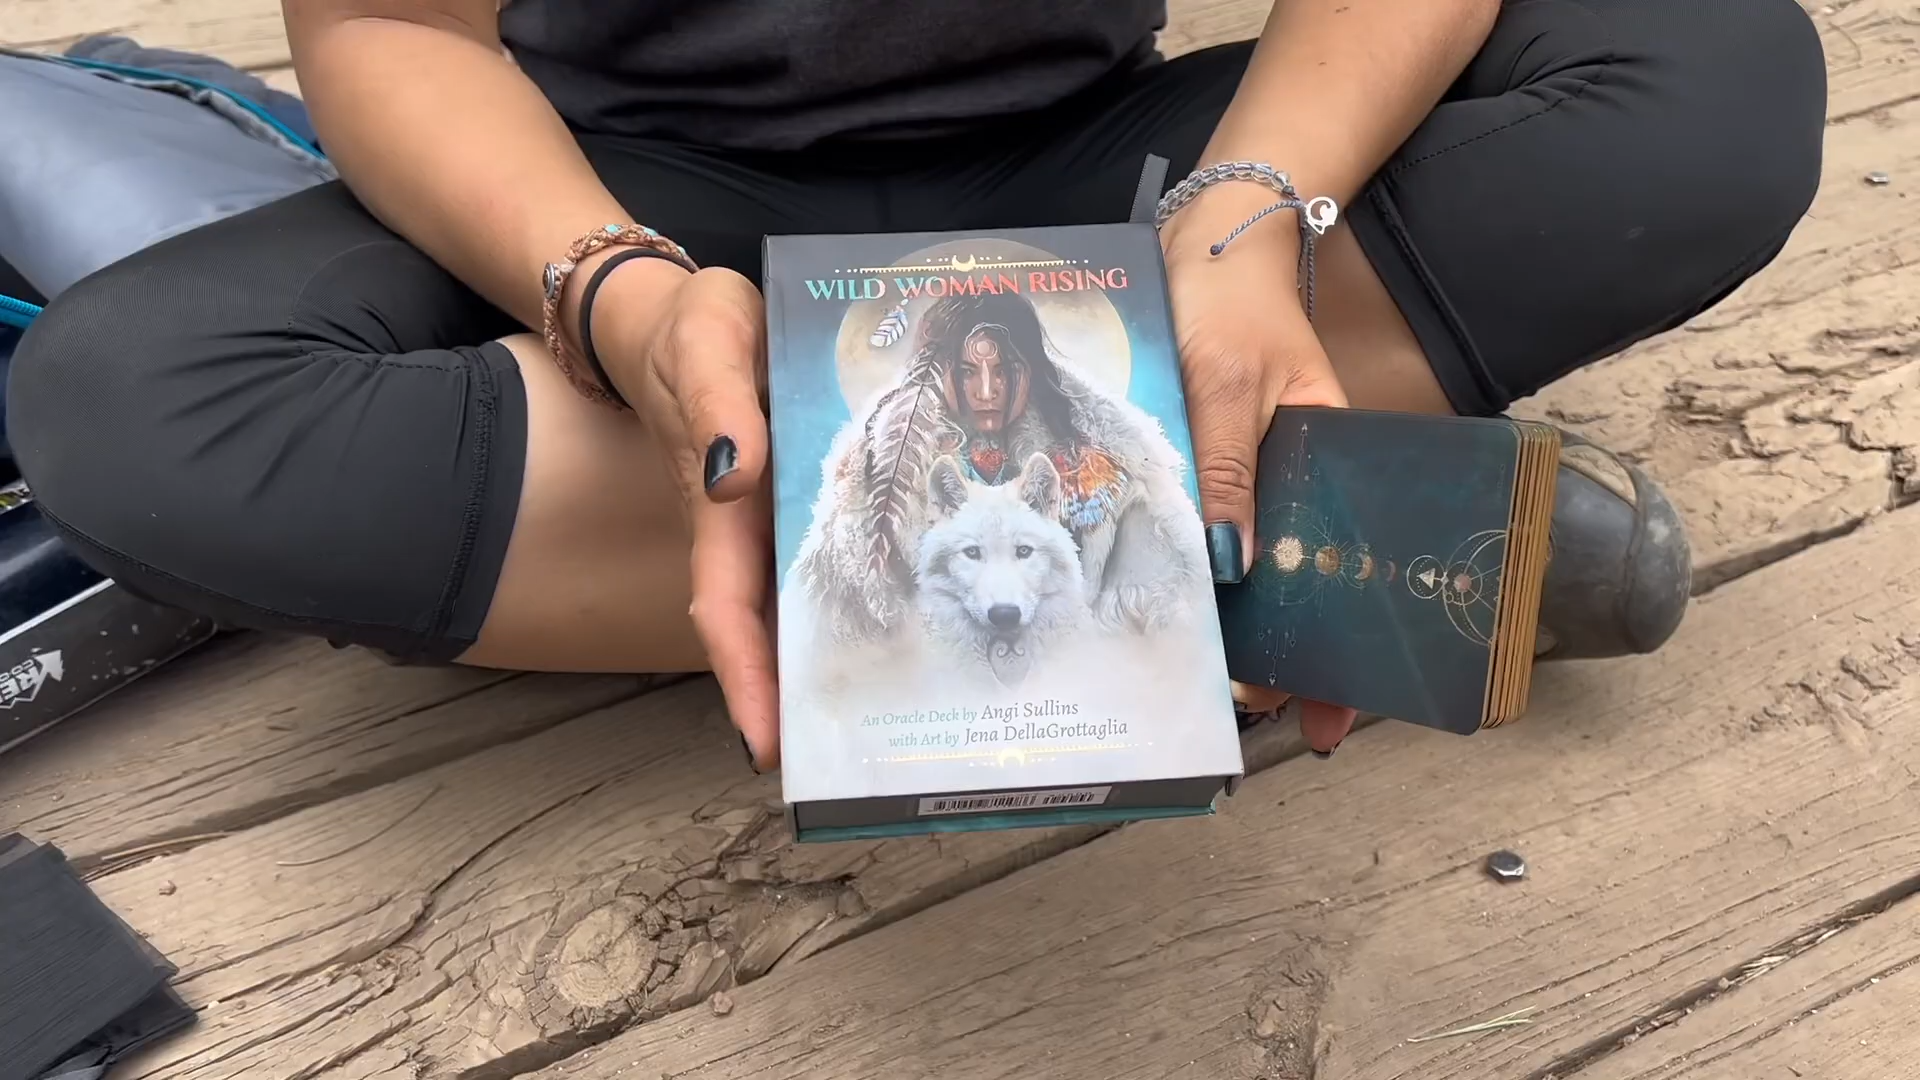 WILD WOMAN RISING
An Oracle Deck by Angi Sullins
with Art by Jena DellaGrottaglia